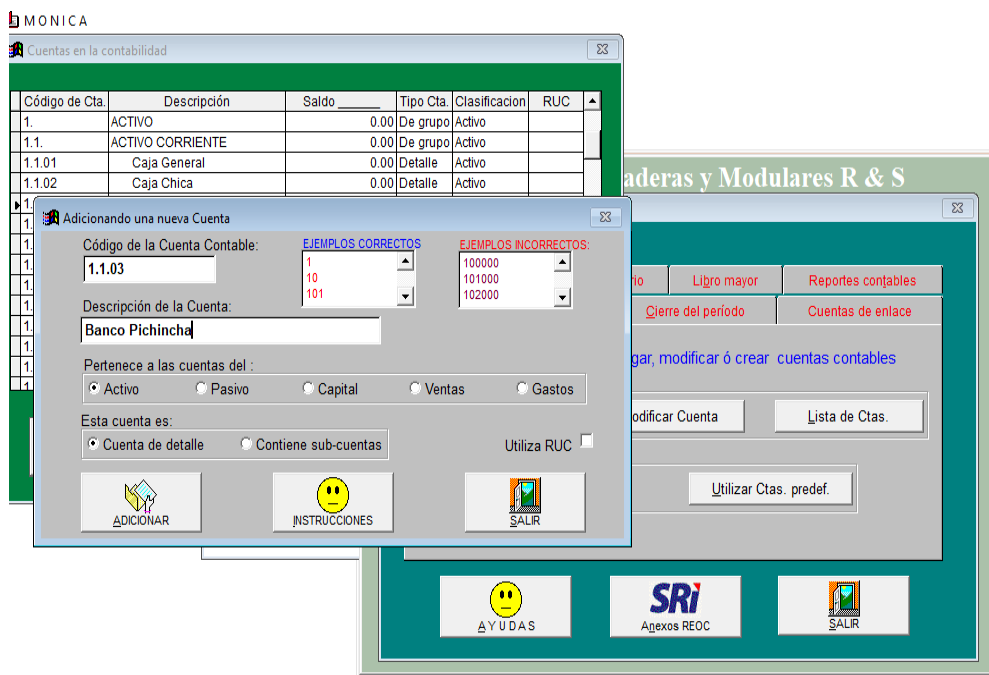 MONICA
Cuentas en la contabilidad
Código de Cta. Descripción Saldo ______ Tipo Cta. Clasificacion RUC
1. ACTIVO 0.00 De grupo Activo
1.1. ACTIVO CORRIENTE 0.00 De grupo Activo
1.1.01 Caja General 0.00 Detalle Activo
1.1.02 Caja Chica 0.00 Detalle Activo
aderas y Modulares R & S
Adicionando una nueva Cuenta
Código de la Cuenta Contable:
1.1.03
EJEMPLOS CORRECTOS
1
10
101
EJEMPLOS INCORRECTOS:
100000
101000
102000
Descripción de la Cuenta:
Banco Pichincha
Pertenece a las cuentas del :
Activo Pasivo Capital Ventas Gastos
Esta cuenta es:
Cuenta de detalle Contiene sub-cuentas Utiliza RUC
ADICIONAR INSTRUCCIONES SALIR
rio Libro mayor Reportes contables
Cierre del período Cuentas de enlace
gar, modificar ó crear cuentas contables
odificar Cuenta Lista de Ctas.
Utilizar Ctas. predef.
AYUDAS
SRi
Anexos REOC
SALIR